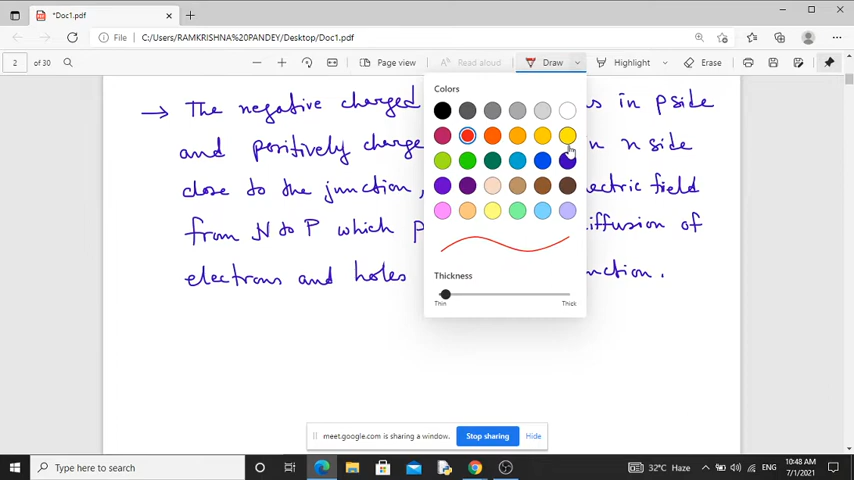 *Doc1.pdf
File
C:/Users/RAMKRISHNA%20PANDEY/Desktop/Doc1.pdf
2 of 30
Page view
Read aloud
Draw
Highlight
Erase
Colors
→ The negative charged s in p side
and positively charge n n side
close to the junction, ectric field
from N to P which p iffusion of
electrons and holes nction.
Thickness
Thin
Thick
meet.google.com is sharing a window.
Stop sharing
Hide
Type here to search
32°C Haze
ENG
10:48 AM
7/1/2021